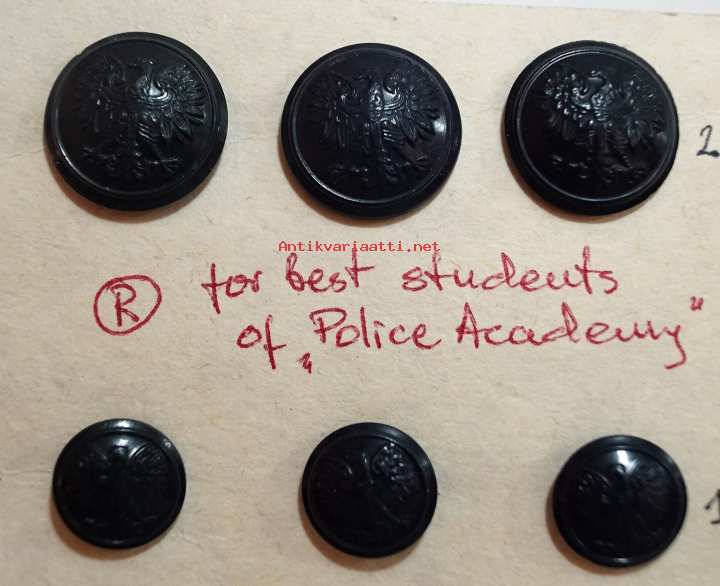 2
Antikvariaatti.net
R for best students
of „Police Academy"
1